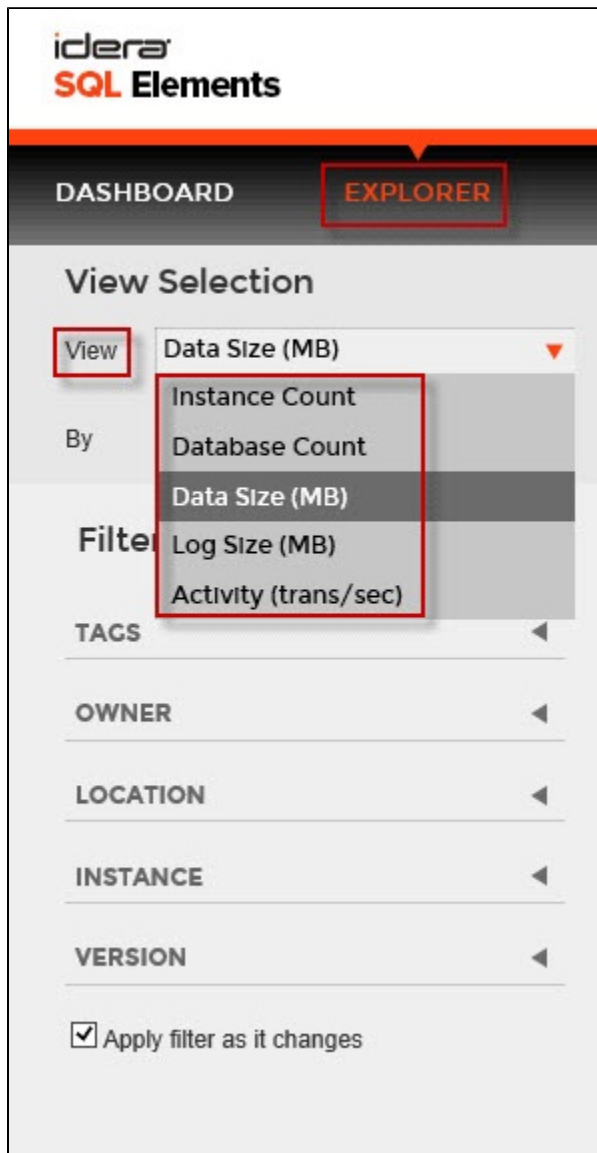 idera
SQL Elements
DASHBOARD EXPLORER
View Selection
View Data Size (MB)
Instance Count
By Database Count
Data Size (MB)
Filte Log Size (MB)
Activity (trans/sec)
TAGS
OWNER
LOCATION
INSTANCE
VERSION
Apply filter as it changes